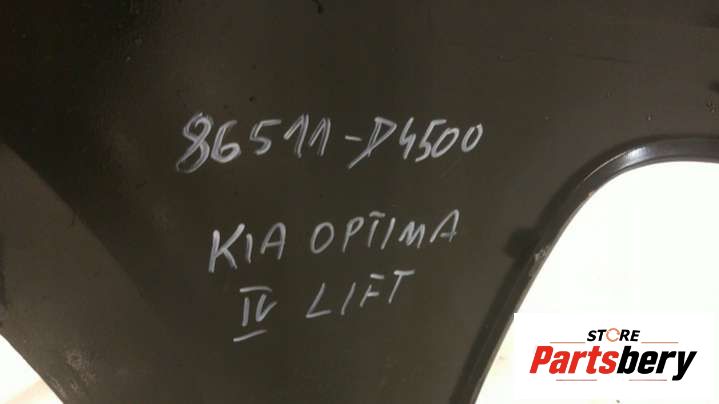 86511-D4500
KIA OPTIMA
IV LIFT
STORE
Partsbery